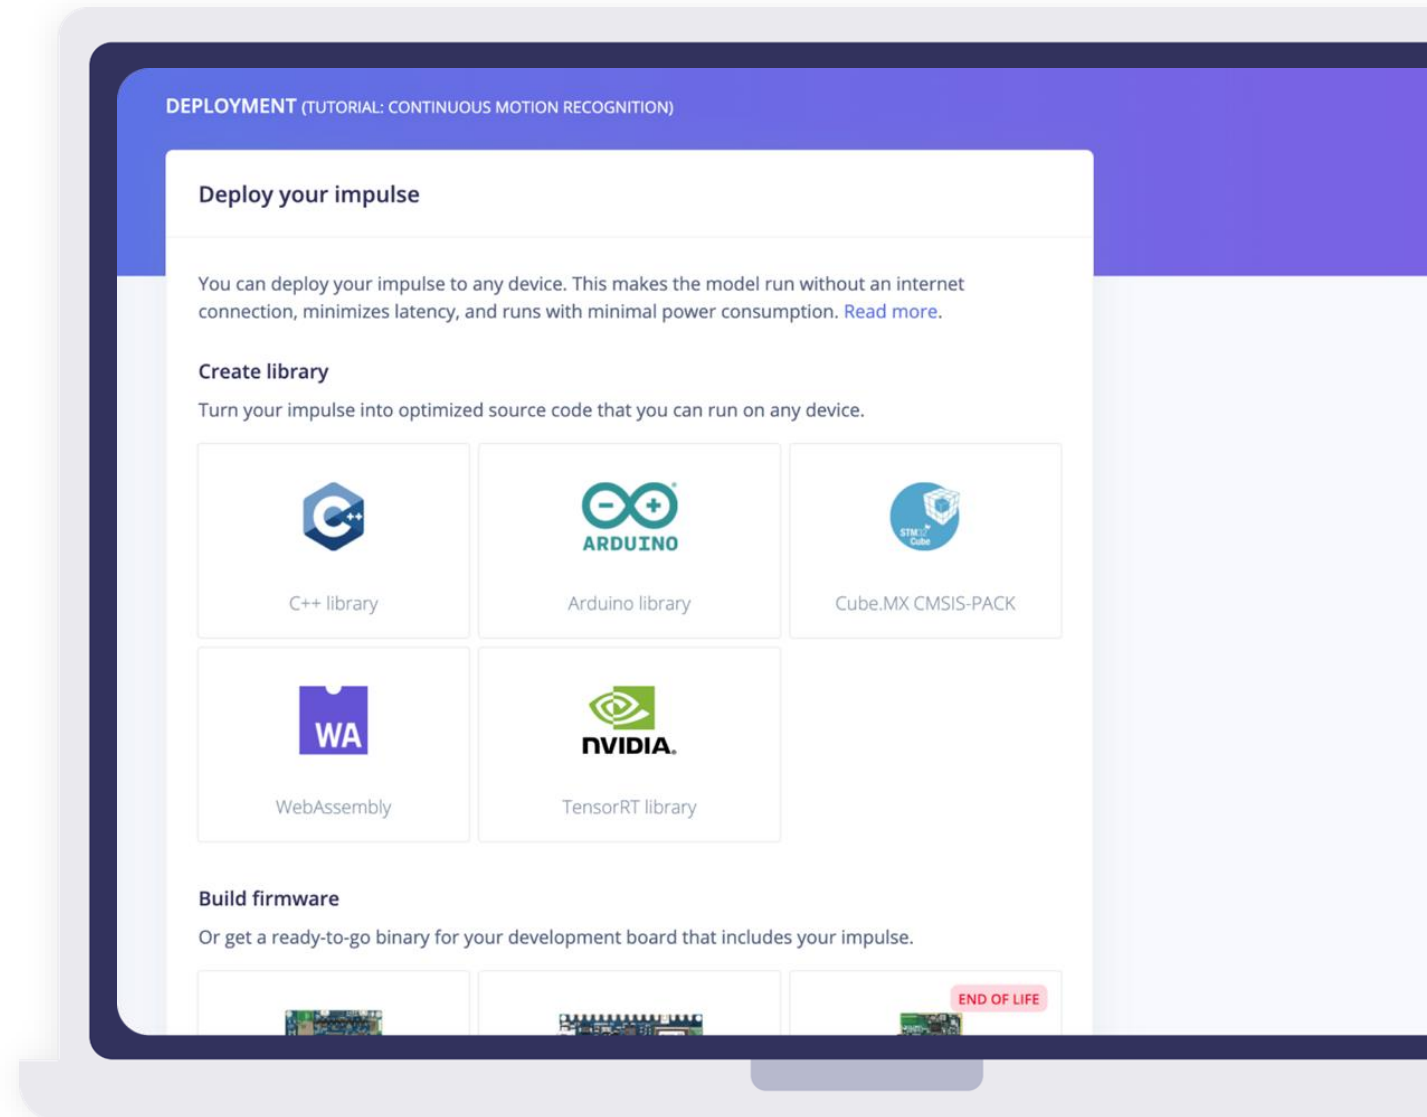 DEPLOYMENT (TUTORIAL: CONTINUOUS MOTION RECOGNITION)
Deploy your impulse
You can deploy your impulse to any device. This makes the model run without an internet
connection, minimizes latency, and runs with minimal power consumption. Read more.
Create library
Turn your impulse into optimized source code that you can run on any device.
C++
ARDUINO
STM32
Cube
C++ library
Arduino library
Cube.MX CMSIS-PACK
WA
NVIDIA.
WebAssembly
TensorRT library
Build firmware
Or get a ready-to-go binary for your development board that includes your impulse.
END OF LIFE